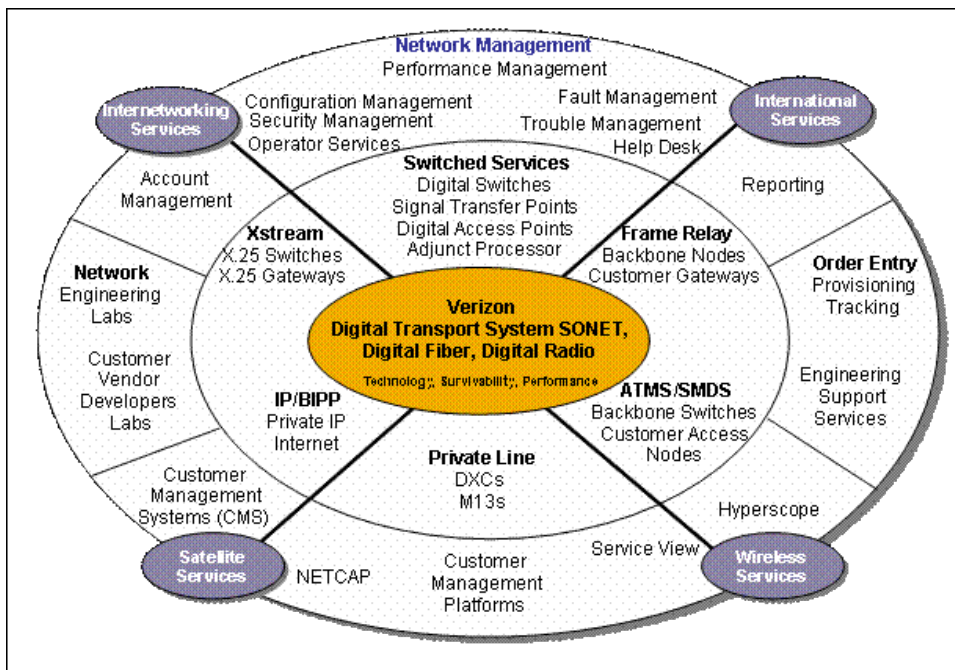 Network Management
Performance Management
Internetworking
Services
Configuration Management
Security Management
Operator Services
Fault Management
Trouble Management
Help Desk
International
Services
Account
Management
Switched Services
Digital Switches
Signal Transfer Points
Digital Access Points
Adjunct Processor
Reporting
Xstream
X.25 Switches
X.25 Gateways
Frame Relay
Backbone Nodes
Customer Gateways
Network
Engineering
Labs
Customer
Vendor
Developers
Labs
Order Entry
Provisioning
Tracking
Engineering
Support
Services
Verizon
Digital Transport System SONET,
Digital Fiber, Digital Radio
Technology, Survivability, Performance
IP/BIPP
Private IP
Internet
ATMS/SMDS
Backbone Switches
Customer Access
Nodes
Private Line
DXCs
M13s
Customer
Management
Systems (CMS)
Hyperscope
Satellite
Services
NETCAP
Customer
Management
Platforms
Service View
Wireless
Services